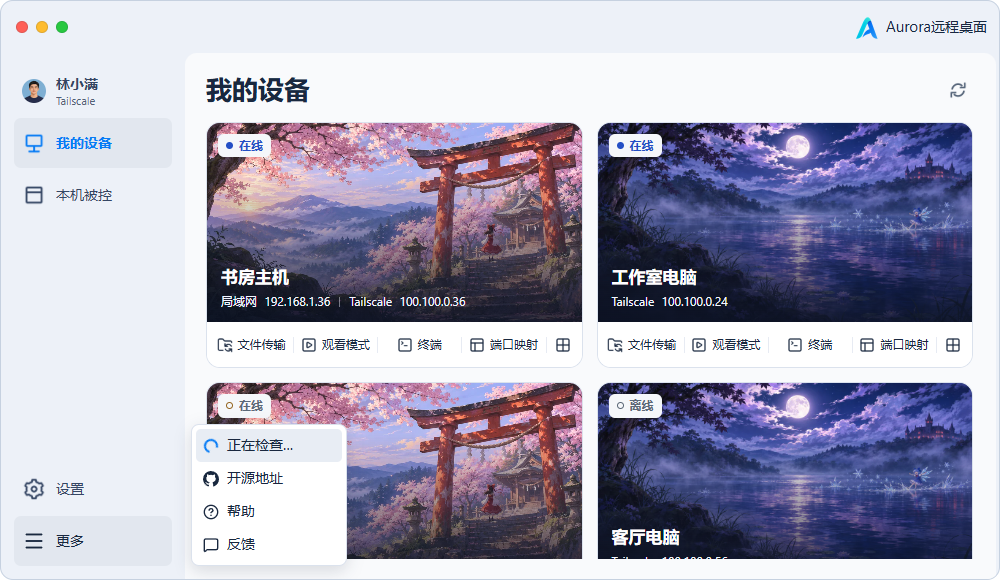 Aurora远程桌面
林小满
Tailscale
我的设备
本机被控
设置
更多
我的设备
在线
书房主机
局域网 192.168.1.36 | Tailscale 100.100.0.36
文件传输 观看模式 终端 端口映射
在线
工作室电脑
Tailscale 100.100.0.24
文件传输 观看模式 终端 端口映射
在线
正在检查...
开源地址
帮助
反馈
离线
客厅电脑